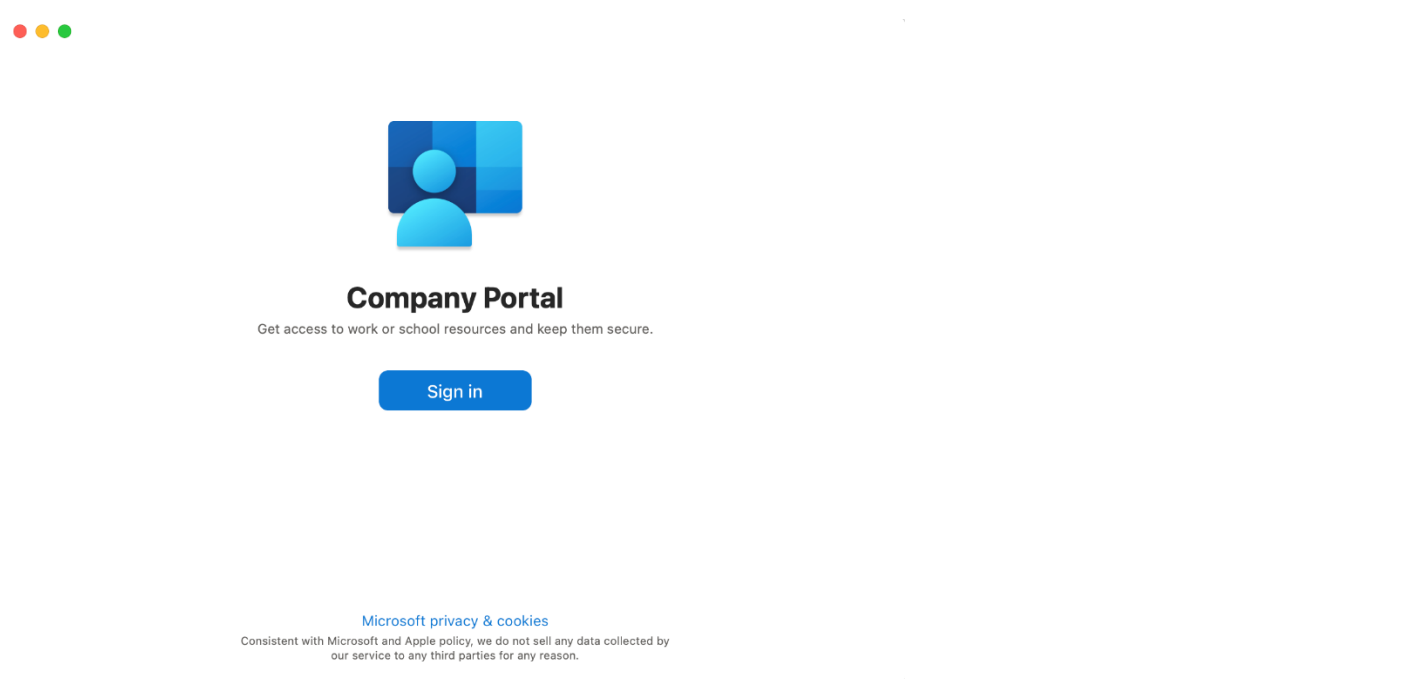 Company Portal
Get access to work or school resources and keep them secure.
Sign in
Microsoft privacy & cookies
Consistent with Microsoft and Apple policy, we do not sell any data collected by
our service to any third parties for any reason.